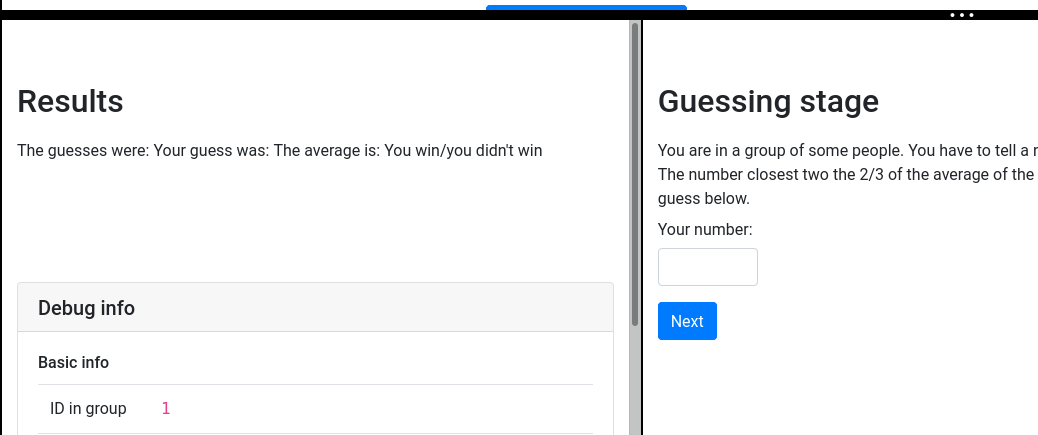 Results
The guesses were: Your guess was: The average is: You win/you didn't win
Debug info
Basic info
ID in group 1
Guessing stage
You are in a group of some people. You have to tell a
The number closest two the 2/3 of the average of the
guess below.
Your number:
Next